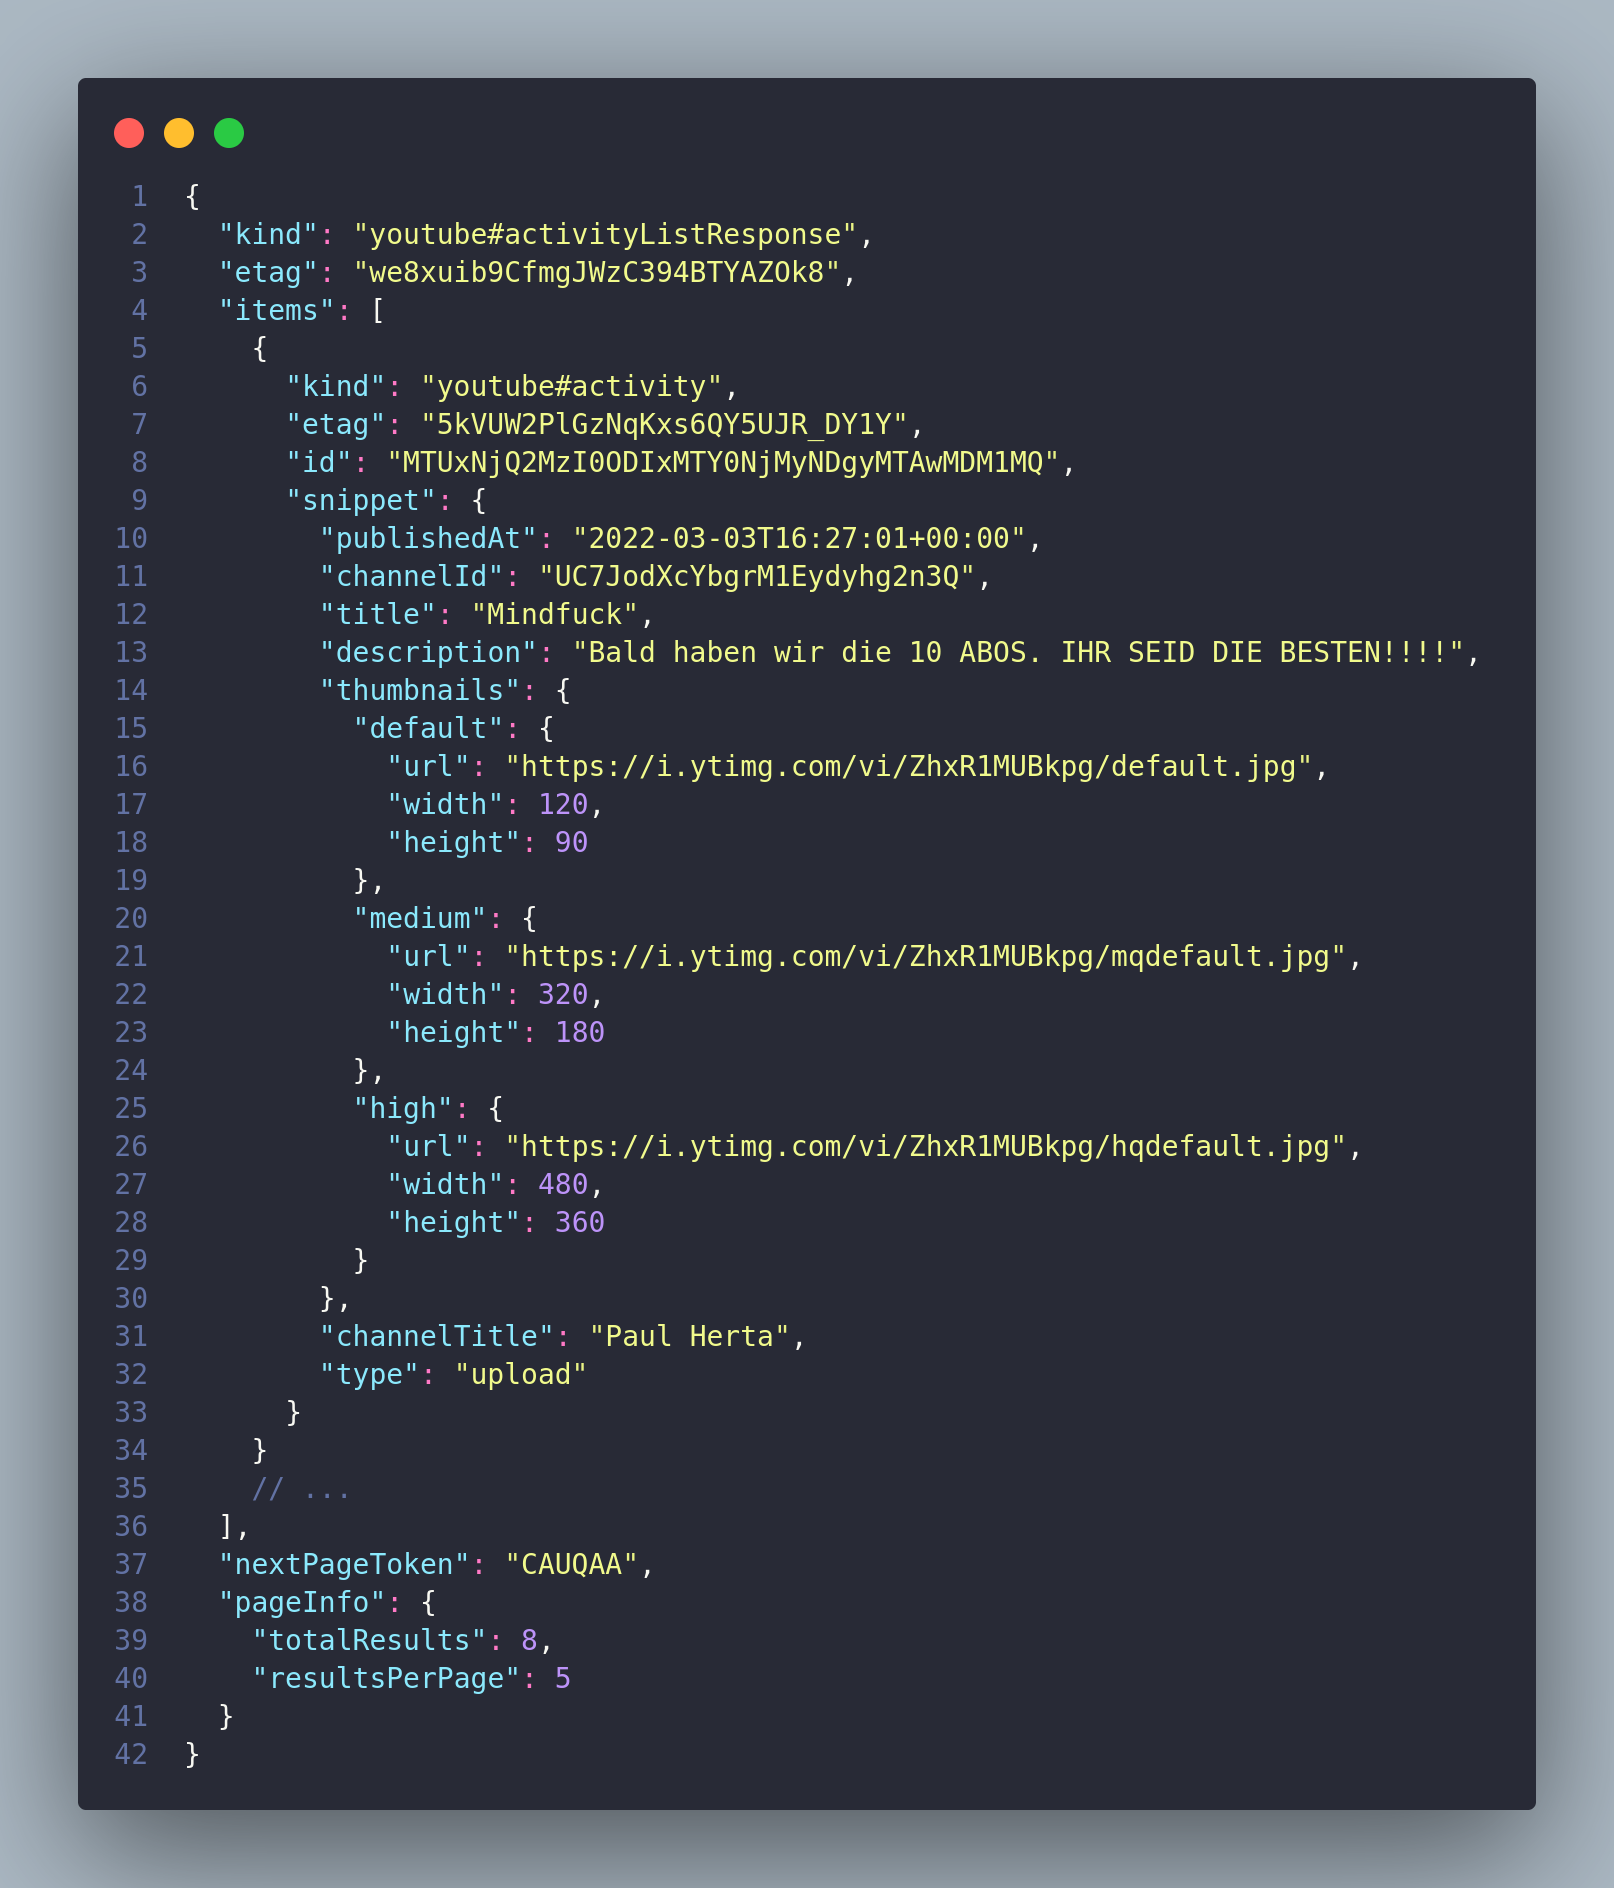 1 {
2   "kind": "youtube#activityListResponse",
3   "etag": "we8xuib9CfmgJWzC394BTYAZOk8",
4   "items": [
5     {
6       "kind": "youtube#activity",
7       "etag": "5kVUW2PlGzNqKxs6QY5UJR_DY1Y",
8       "id": "MTUxNjQ2MzI0ODIxMTY0NjMyNDgyMTAwMDM1MQ",
9       "snippet": {
10         "publishedAt": "2022-03-03T16:27:01+00:00",
11         "channelId": "UC7JodXcYbgrM1Eydyhg2n3Q",
12         "title": "Mindfuck",
13         "description": "Bald haben wir die 10 ABOS. IHR SEID DIE BESTEN!!!!",
14         "thumbnails": {
15           "default": {
16             "url": "https://i.ytimg.com/vi/ZhxR1MUBkpg/default.jpg",
17             "width": 120,
18             "height": 90
19           },
20           "medium": {
21             "url": "https://i.ytimg.com/vi/ZhxR1MUBkpg/mqdefault.jpg",
22             "width": 320,
23             "height": 180
24           },
25           "high": {
26             "url": "https://i.ytimg.com/vi/ZhxR1MUBkpg/hqdefault.jpg",
27             "width": 480,
28             "height": 360
29           }
30         },
31         "channelTitle": "Paul Herta",
32         "type": "upload"
33       }
34     }
35     // ...
36   ],
37   "nextPageToken": "CAUQAA",
38   "pageInfo": {
39     "totalResults": 8,
40     "resultsPerPage": 5
41   }
42 }